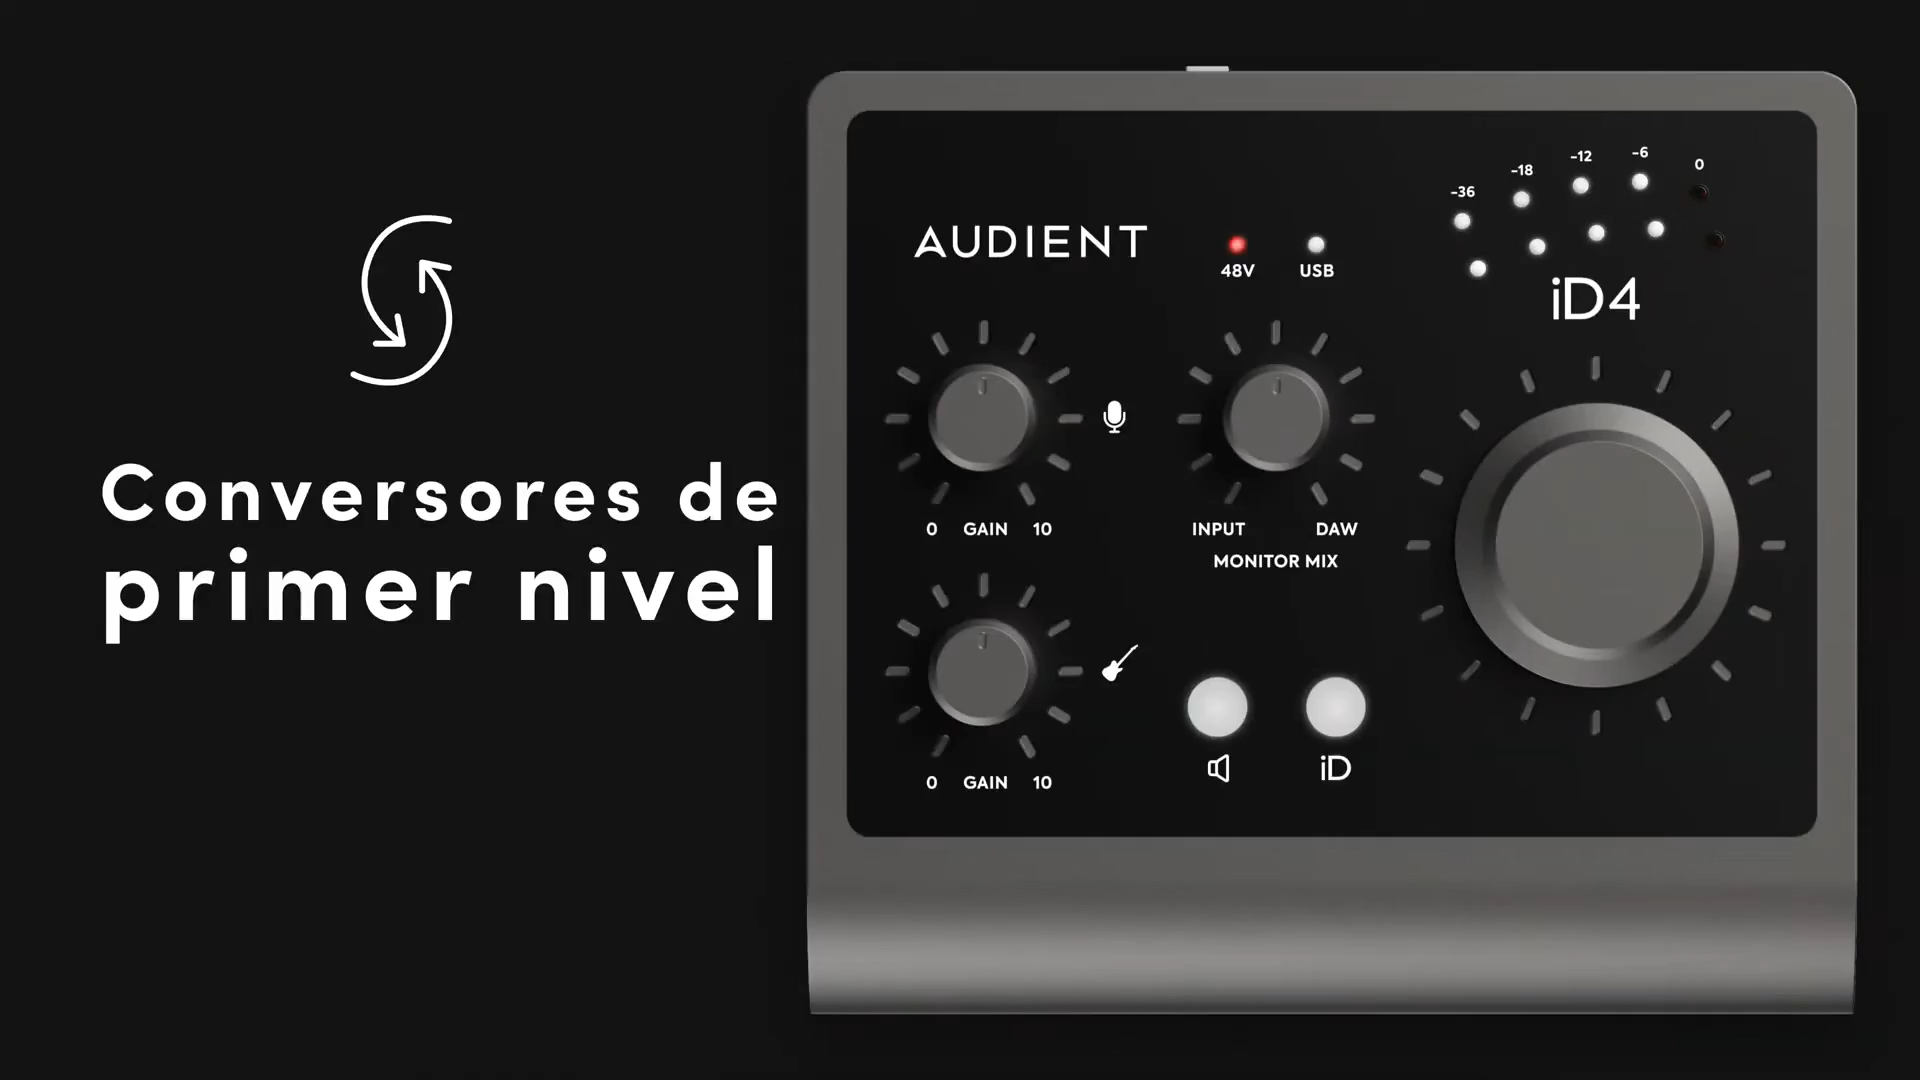 Conversores de
primer nivel
AUDIENT
48V
USB
-36
-18
-12
-6
0
iD4
0 GAIN 10
INPUT DAW
MONITOR MIX
0 GAIN 10
iD